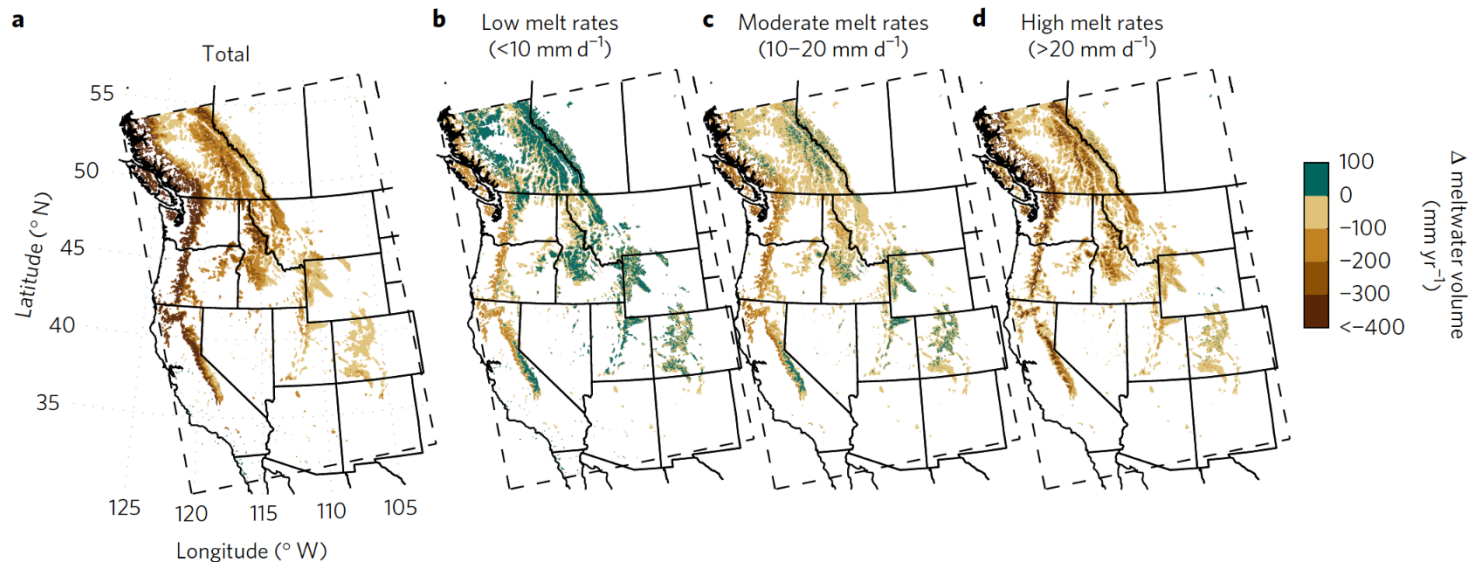 a
Total
b
Low melt rates
(<10 mm d⁻¹)
c
Moderate melt rates
(10–20 mm d⁻¹)
d
High melt rates
(>20 mm d⁻¹)
55
50
45
40
35
Latitude (° N)
125
120
115
110
105
Longitude (° W)
100
0
−100
−200
−300
<−400
Δ meltwater volume
(mm yr⁻¹)